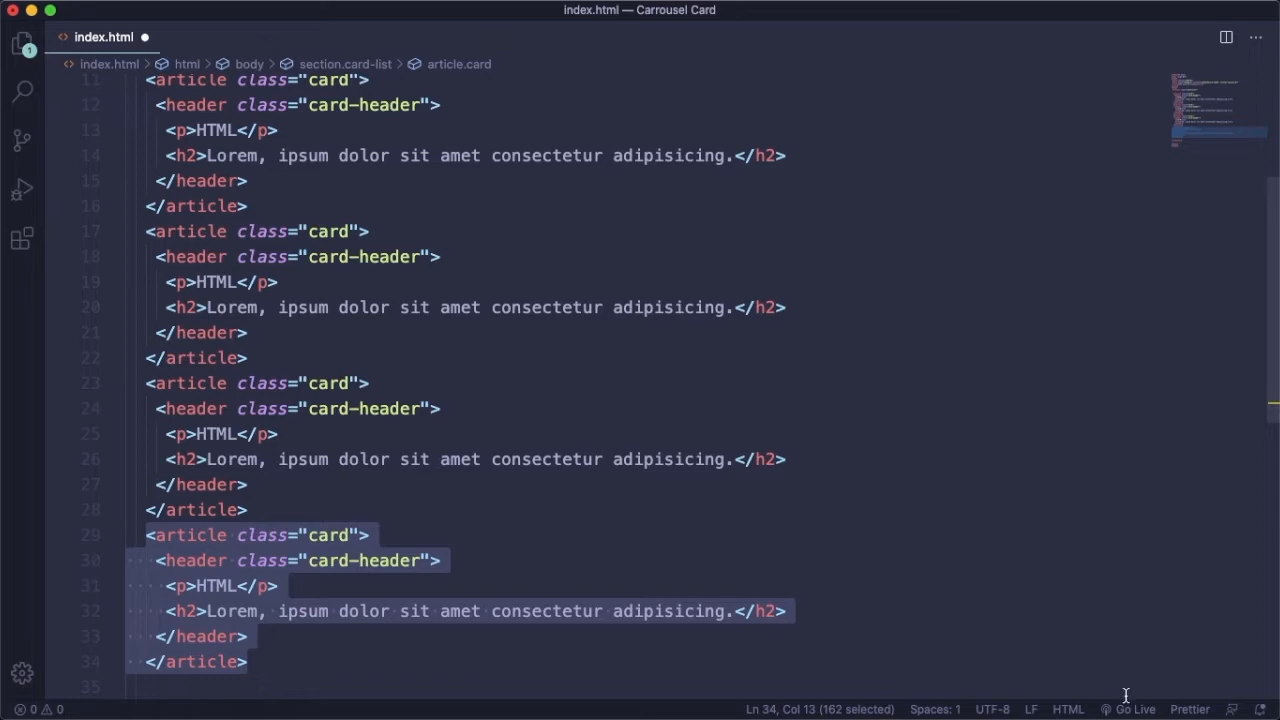 index.html — Carrousel Card
index.html
index.html > html > body > section.card-list > article.card
1
11 <article class="card">
12 <header class="card-header">
13 <p>HTML</p>
14 <h2>Lorem, ipsum dolor sit amet consectetur adipisicing.</h2>
15 </header>
16 </article>
17 <article class="card">
18 <header class="card-header">
19 <p>HTML</p>
20 <h2>Lorem, ipsum dolor sit amet consectetur adipisicing.</h2>
21 </header>
22 </article>
23 <article class="card">
24 <header class="card-header">
25 <p>HTML</p>
26 <h2>Lorem, ipsum dolor sit amet consectetur adipisicing.</h2>
27 </header>
28 </article>
29 <article class="card">
30 <header class="card-header">
31 <p>HTML</p>
32 <h2>Lorem, ipsum dolor sit amet consectetur adipisicing.</h2>
33 </header>
34 </article>
35
0 0 Ln 34, Col 13 (162 selected) Spaces: 1 UTF-8 LF HTML Go Live Prettier